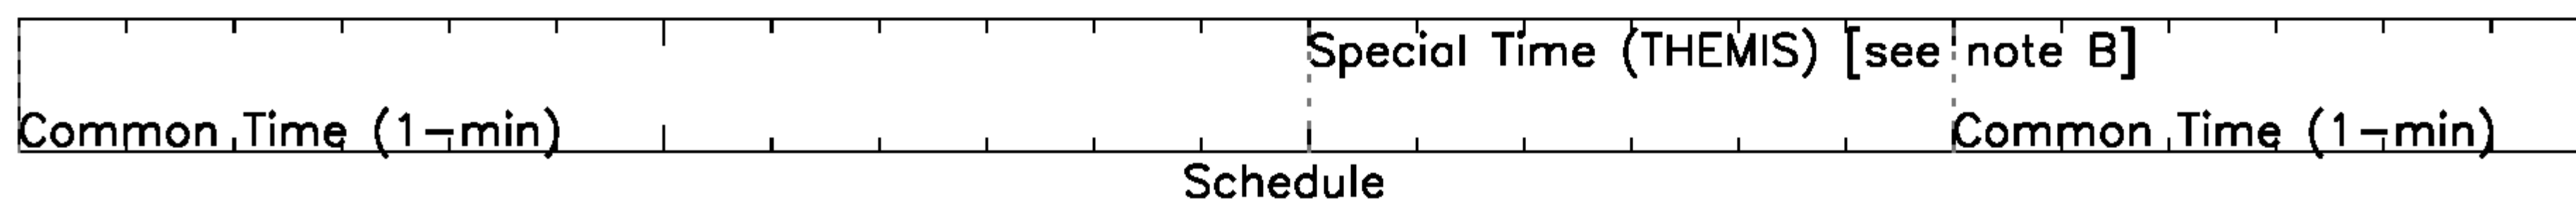 Special Time (THEMIS) [see note B]
Common Time (1-min) Common Time (1-min)
Schedule